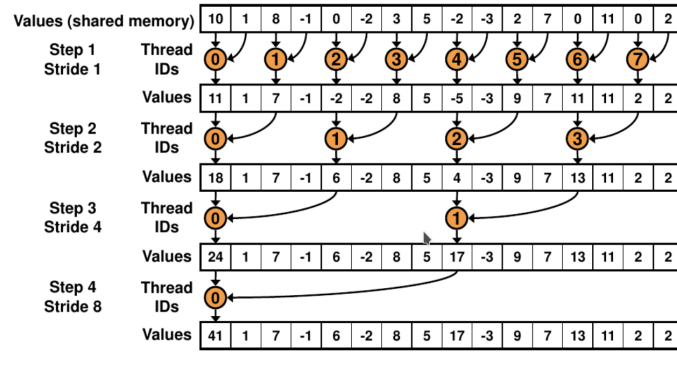 Values (shared memory) 10 1 8 -1 0 -2 3 5 -2 -3 2 7 0 11 0 2
Step 1 Thread 0 1 2 3 4 5 6 7
Stride 1 IDs
Values 11 1 7 -1 -2 -2 8 5 -5 -3 9 7 11 11 2 2
Step 2 Thread 0 1 2 3
Stride 2 IDs
Values 18 1 7 -1 6 -2 8 5 4 -3 9 7 13 11 2 2
Step 3 Thread 0 1
Stride 4 IDs
Values 24 1 7 -1 6 -2 8 5 17 -3 9 7 13 11 2 2
Step 4 Thread 0
Stride 8 IDs
Values 41 1 7 -1 6 -2 8 5 17 -3 9 7 13 11 2 2